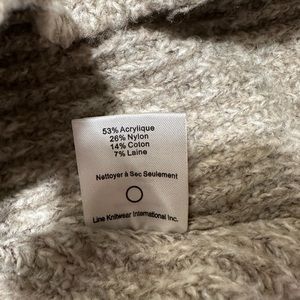 53% Acrylique
26% Nylon
14% Coton
7% Laine
Nettoyer à Sec Seulement
Line Knitwear International Inc.